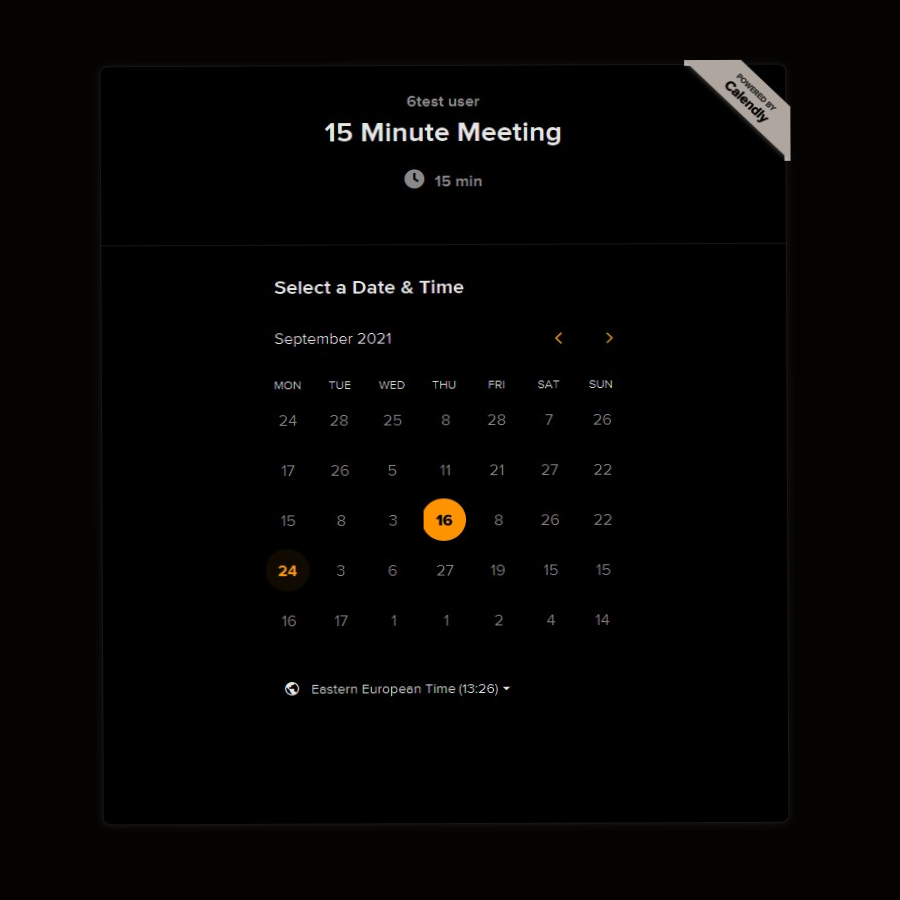 POWERED BY
Calendly
6test user
15 Minute Meeting
15 min
Select a Date & Time
September 2021
MON TUE WED THU FRI SAT SUN
24 28 25 8 28 7 26
17 26 5 11 21 27 22
15 8 3 16 8 26 22
24 3 6 27 19 15 15
16 17 1 1 2 4 14
Eastern European Time (13:26)